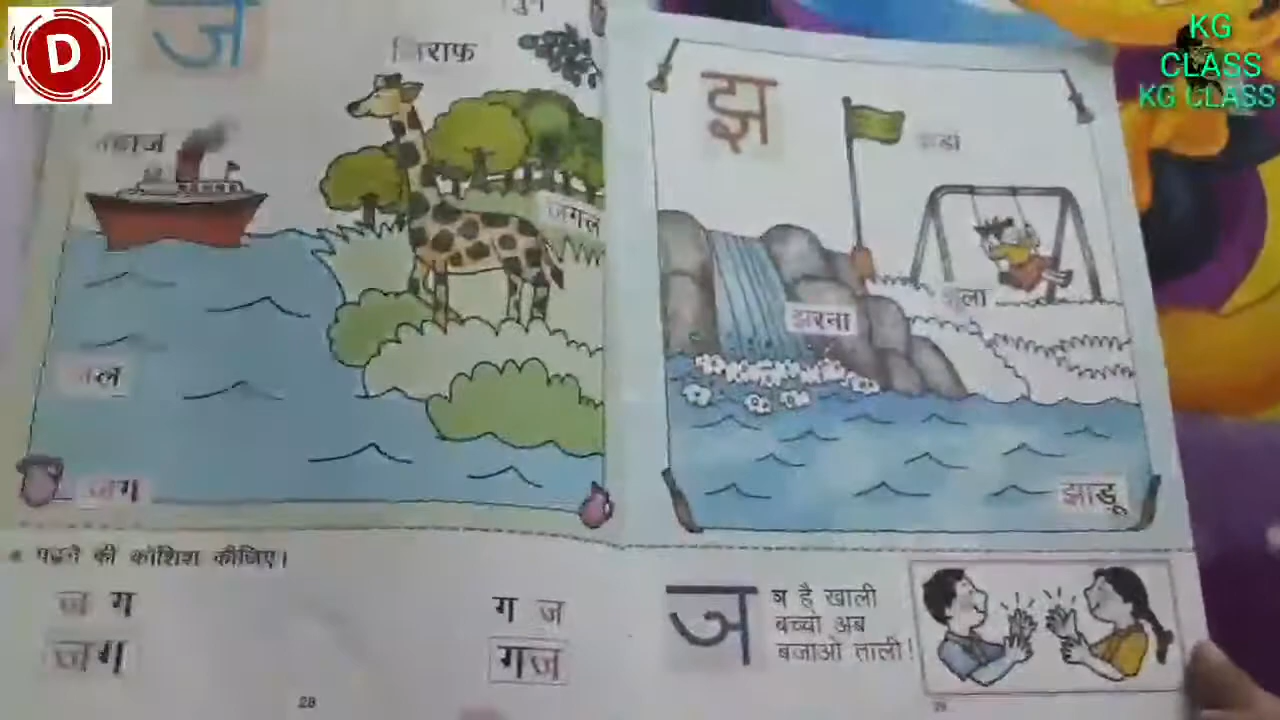 D
KG
CLASS
KG CLASS
ज
जिराफ
जहाज
जंगल
जल
जग
पढ़ने की कोशिश कीजिए।
ज ग
ग ज
जग
गज
28
झ
झंडा
झूला
झरना
झाड़ू
ञ
ञ है खाली
बच्चों अब
बजाओ ताली!
29